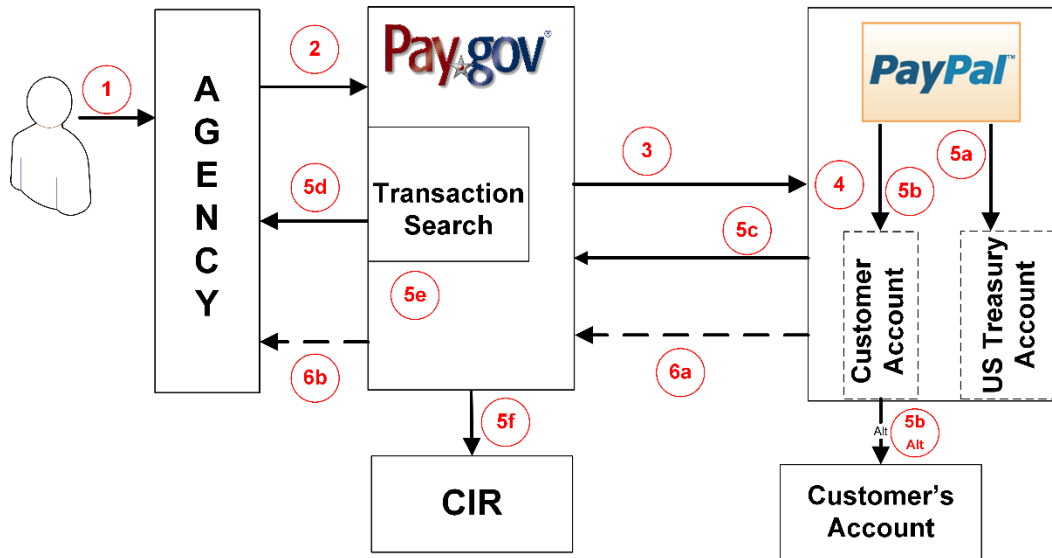 1
A
G
E
N
C
Y
2
Pay.gov®
PayPal™
3
4
5a
5b
5d
Transaction
Search
5c
5e
Customer
Account
US Treasury
Account
6b
6a
5f
Alt
5b
Alt
CIR
Customer's
Account